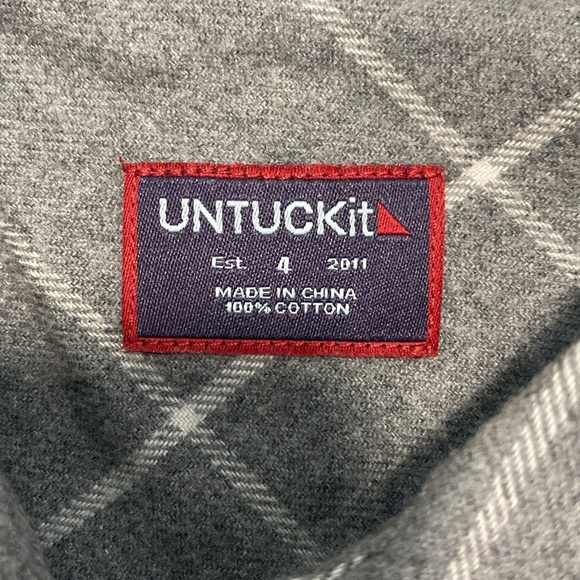 UNTUCKit
Est. 4 2011
MADE IN CHINA
100% COTTON